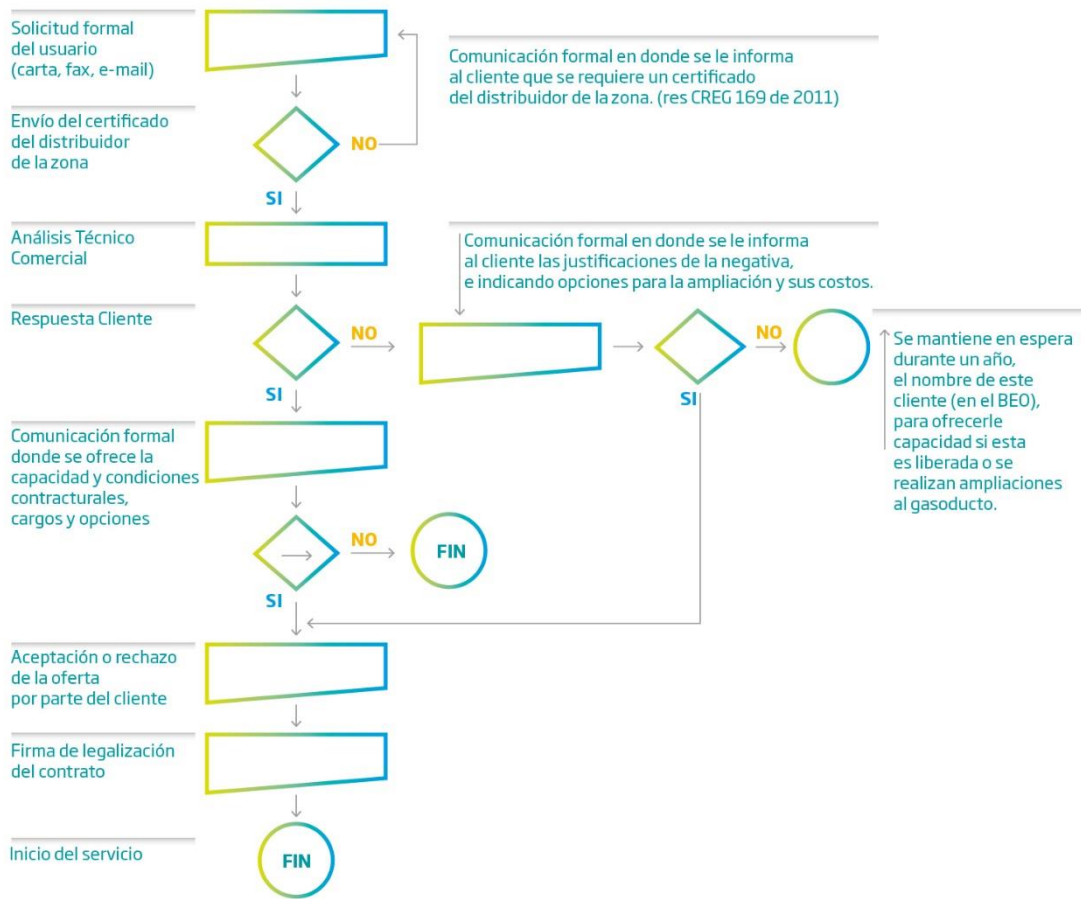 Solicitud formal
del usuario
(carta, fax, e-mail)
Comunicación formal en donde se le informa
al cliente que se requiere un certificado
del distribuidor de la zona. (res CREG 169 de 2011)
Envío del certificado
del distribuidor
de la zona
NO
SI
Análisis Técnico
Comercial
Comunicación formal en donde se le informa
al cliente las justificaciones de la negativa,
e indicando opciones para la ampliación y sus costos.
Respuesta Cliente
NO
NO
SI
SI
Se mantiene en espera
durante un año,
el nombre de este
cliente (en el BEO),
para ofrecerle
capacidad si esta
es liberada o se
realizan ampliaciones
al gasoducto.
Comunicación formal
donde se ofrece la
capacidad y condiciones
contracturales,
cargos y opciones
NO
FIN
SI
Aceptación o rechazo
de la oferta
por parte del cliente
Firma de legalización
del contrato
Inicio del servicio
FIN